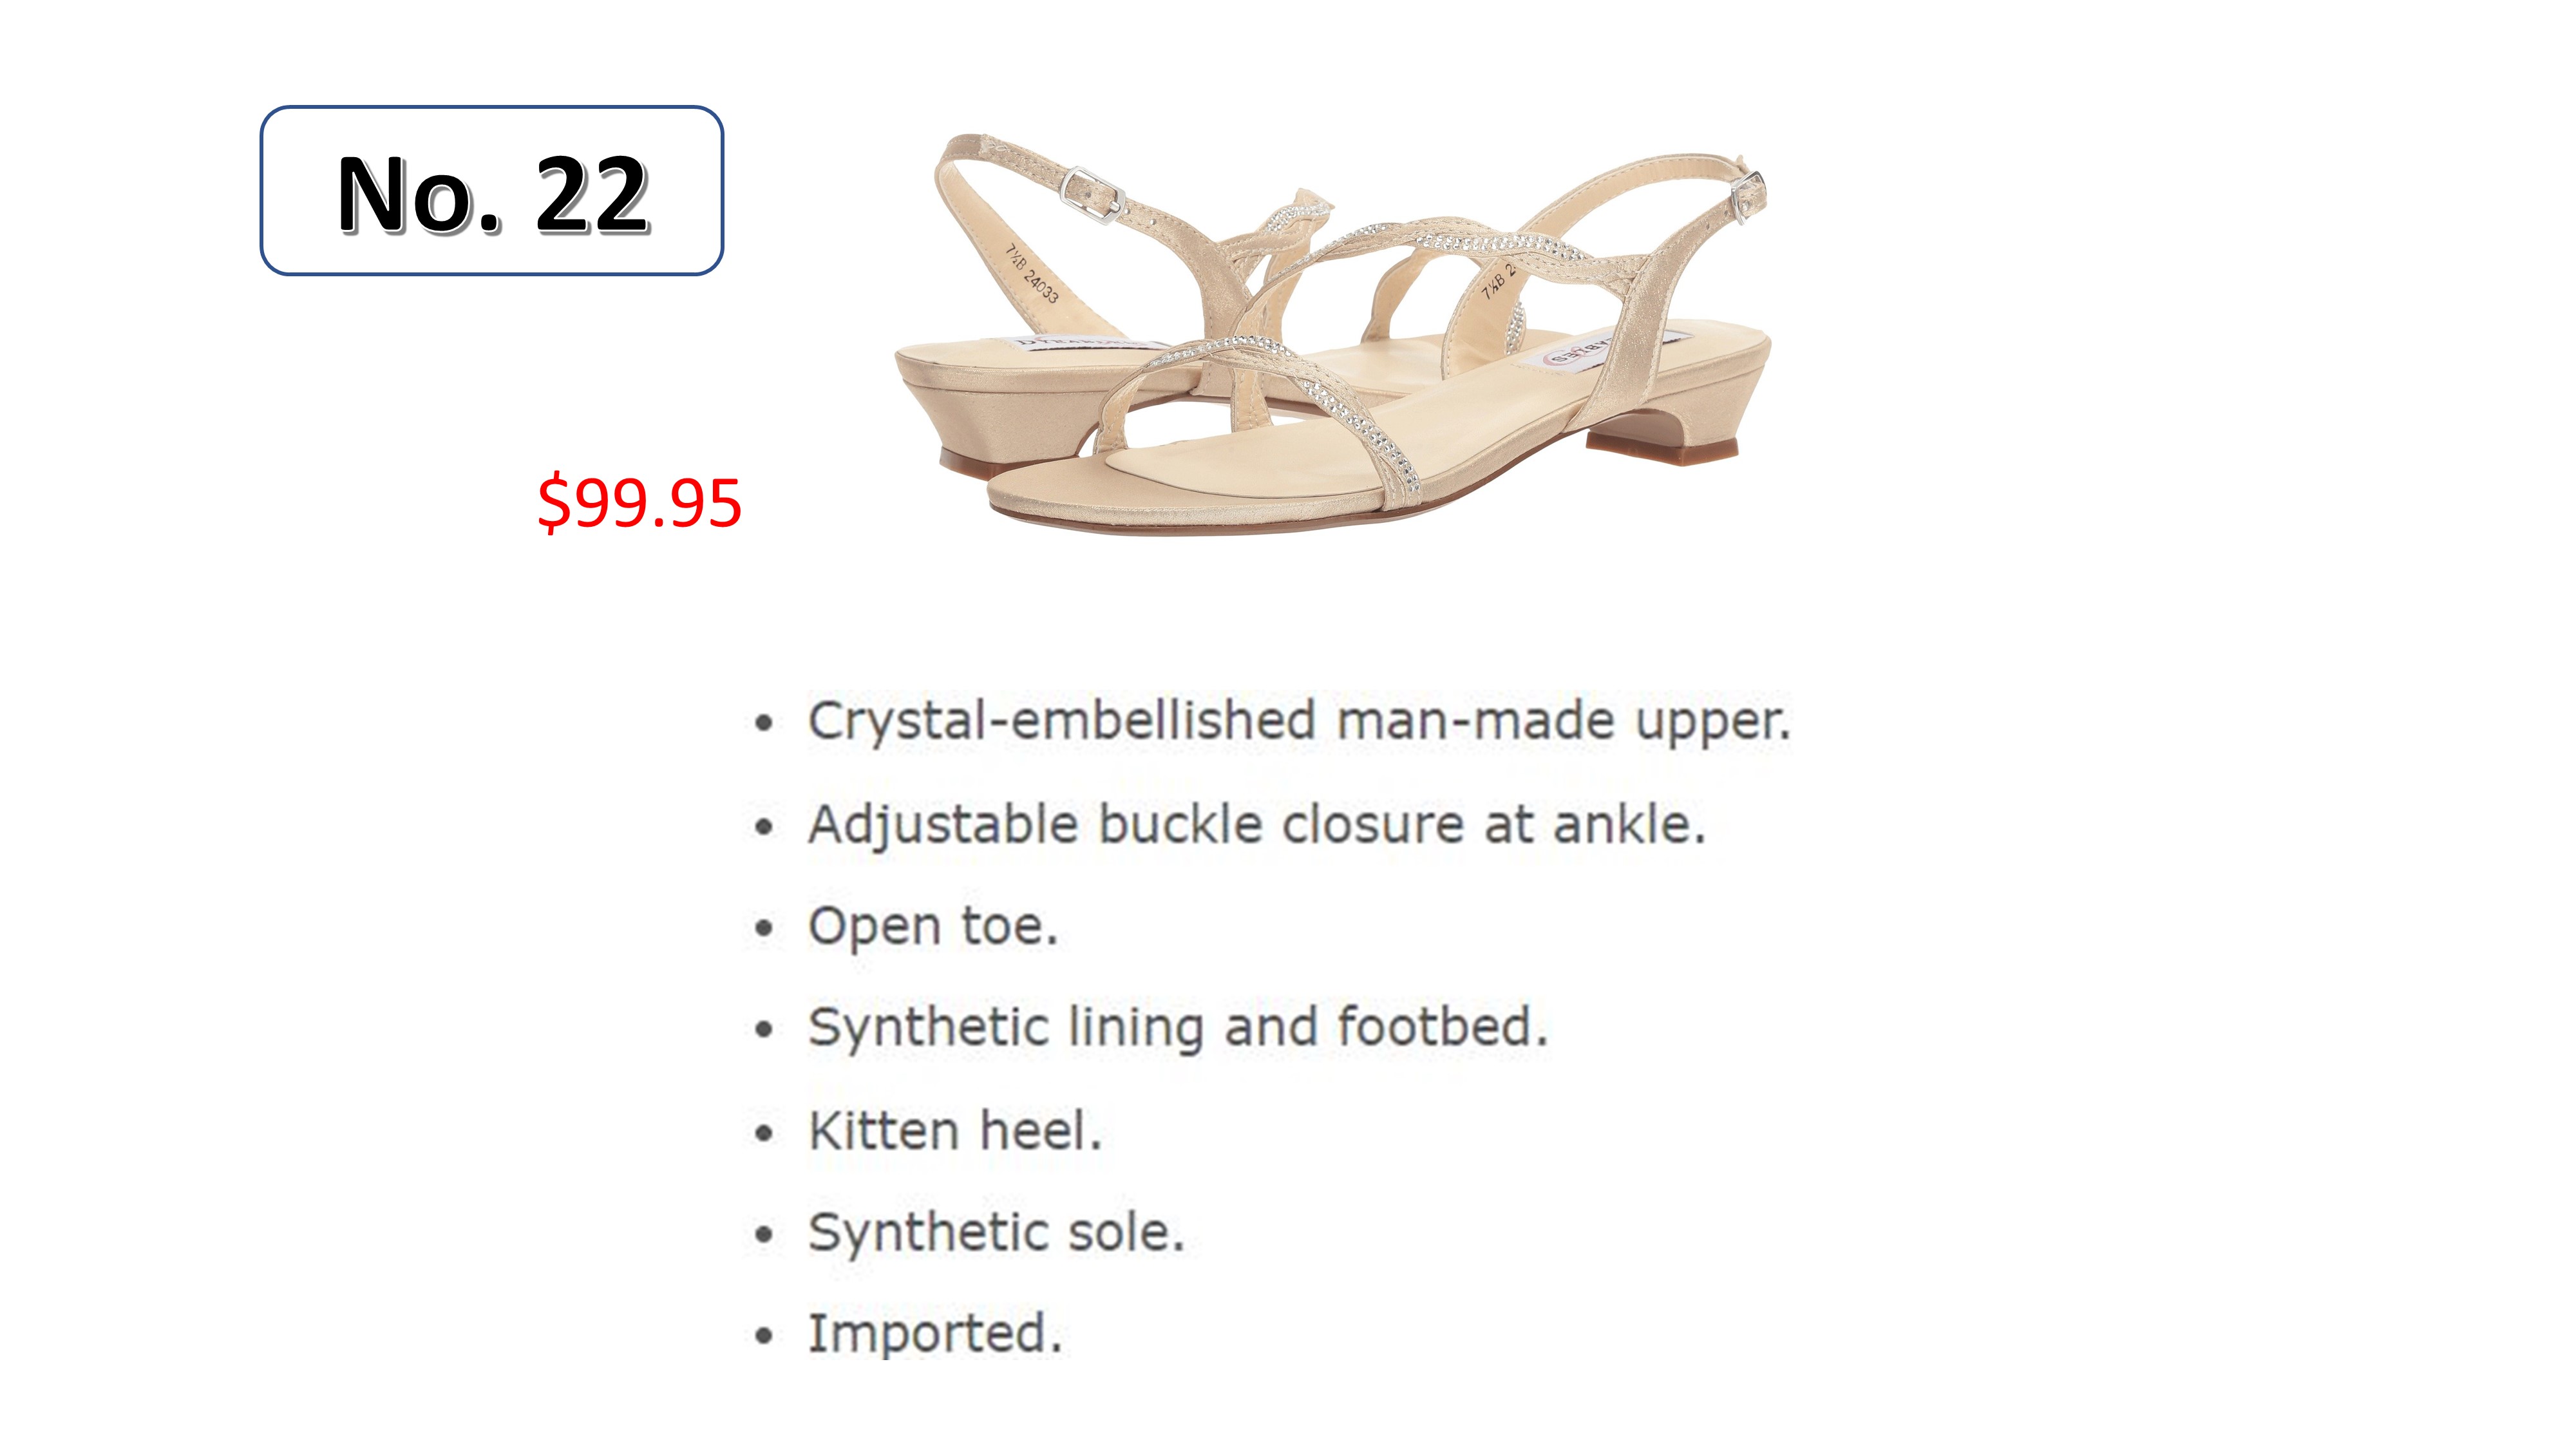 No. 22
7½B 24033
7½B 2
$99.95
• Crystal-embellished man-made upper.
• Adjustable buckle closure at ankle.
• Open toe.
• Synthetic lining and footbed.
• Kitten heel.
• Synthetic sole.
• Imported.